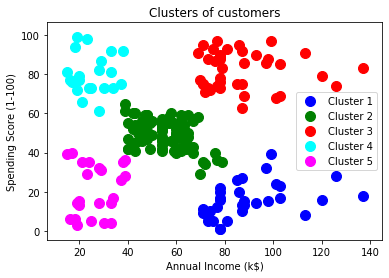 Clusters of customers
Spending Score (1-100)
100
80
60
40
20
0
Cluster 1
Cluster 2
Cluster 3
Cluster 4
Cluster 5
20
40
60
80
100
120
140
Annual Income (k$)